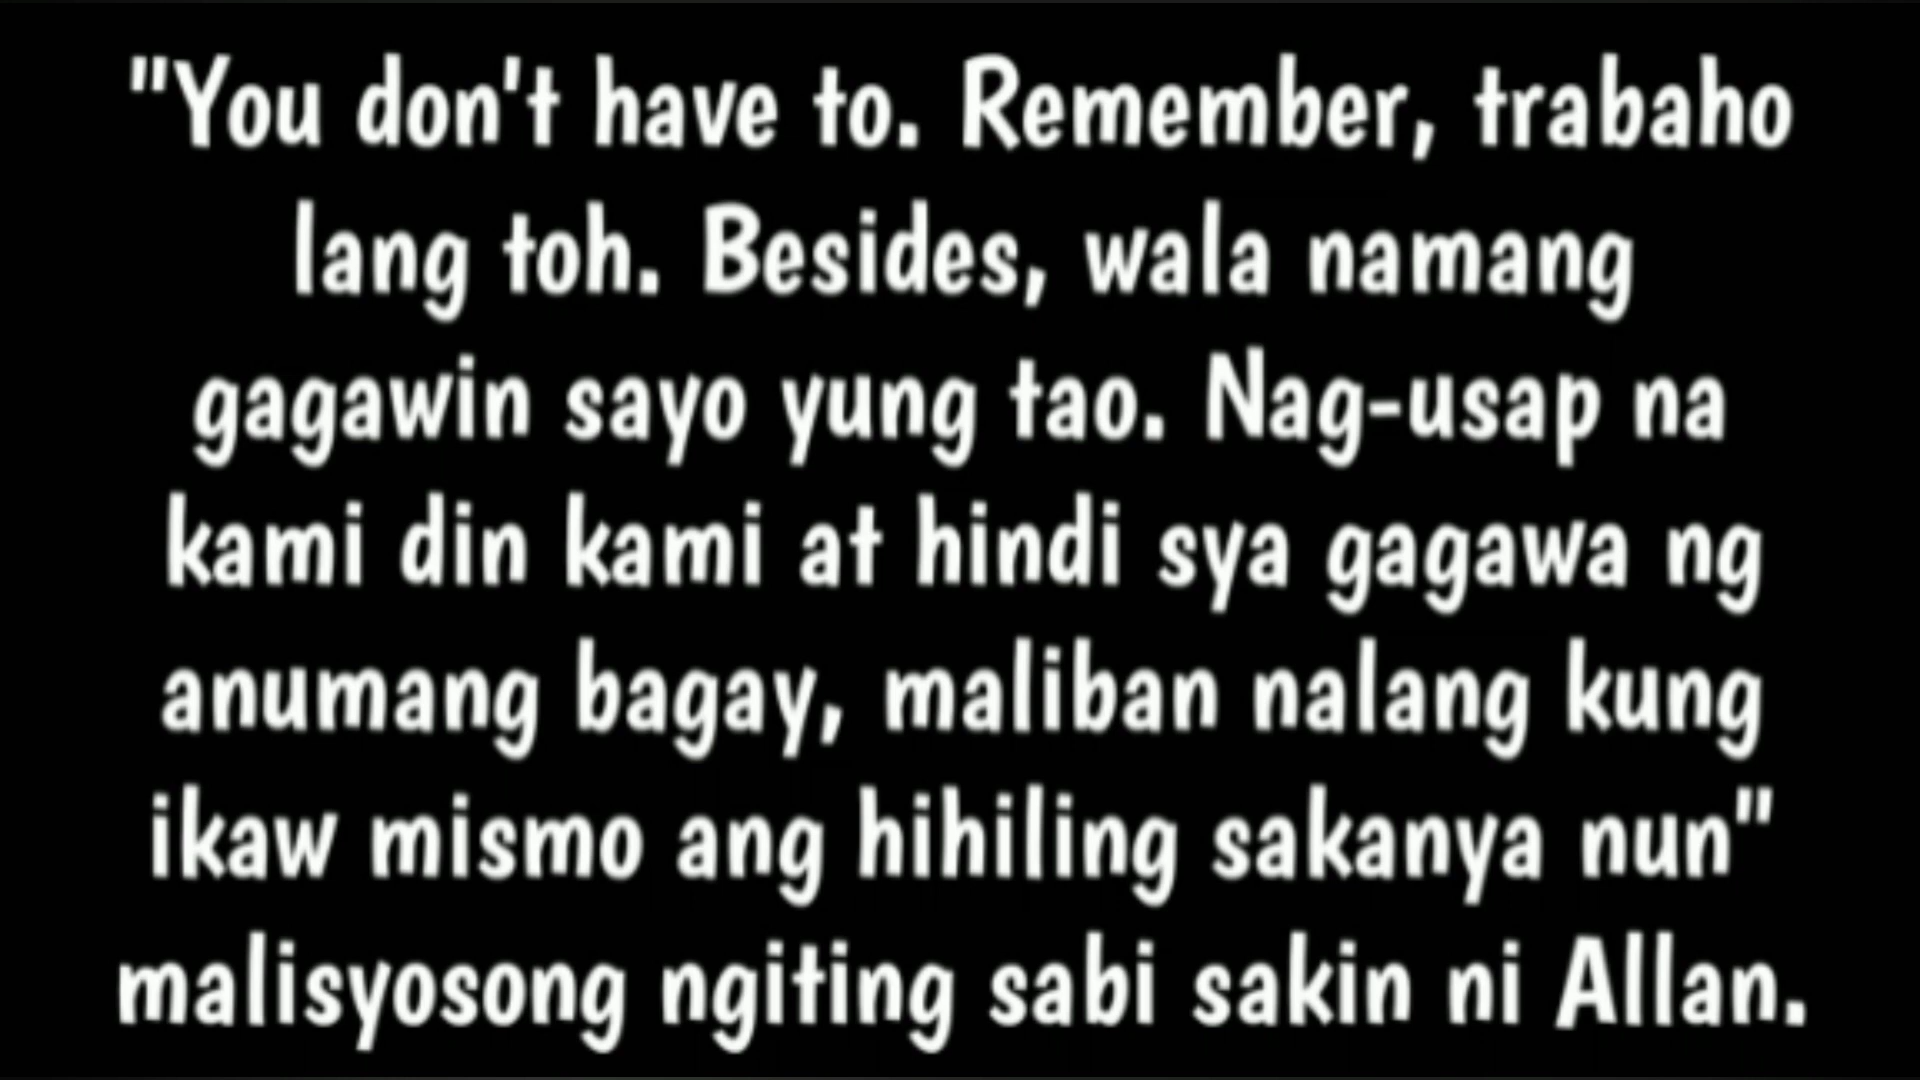 "You don't have to. Remember, trabaho
lang toh. Besides, wala namang
gagawin sayo yung tao. Nag-usap na
kami din kami at hindi sya gagawa ng
anumang bagay, maliban nalang kung
ikaw mismo ang hihiling sakanya nun"
malisyosong ngiting sabi sakin ni Allan.